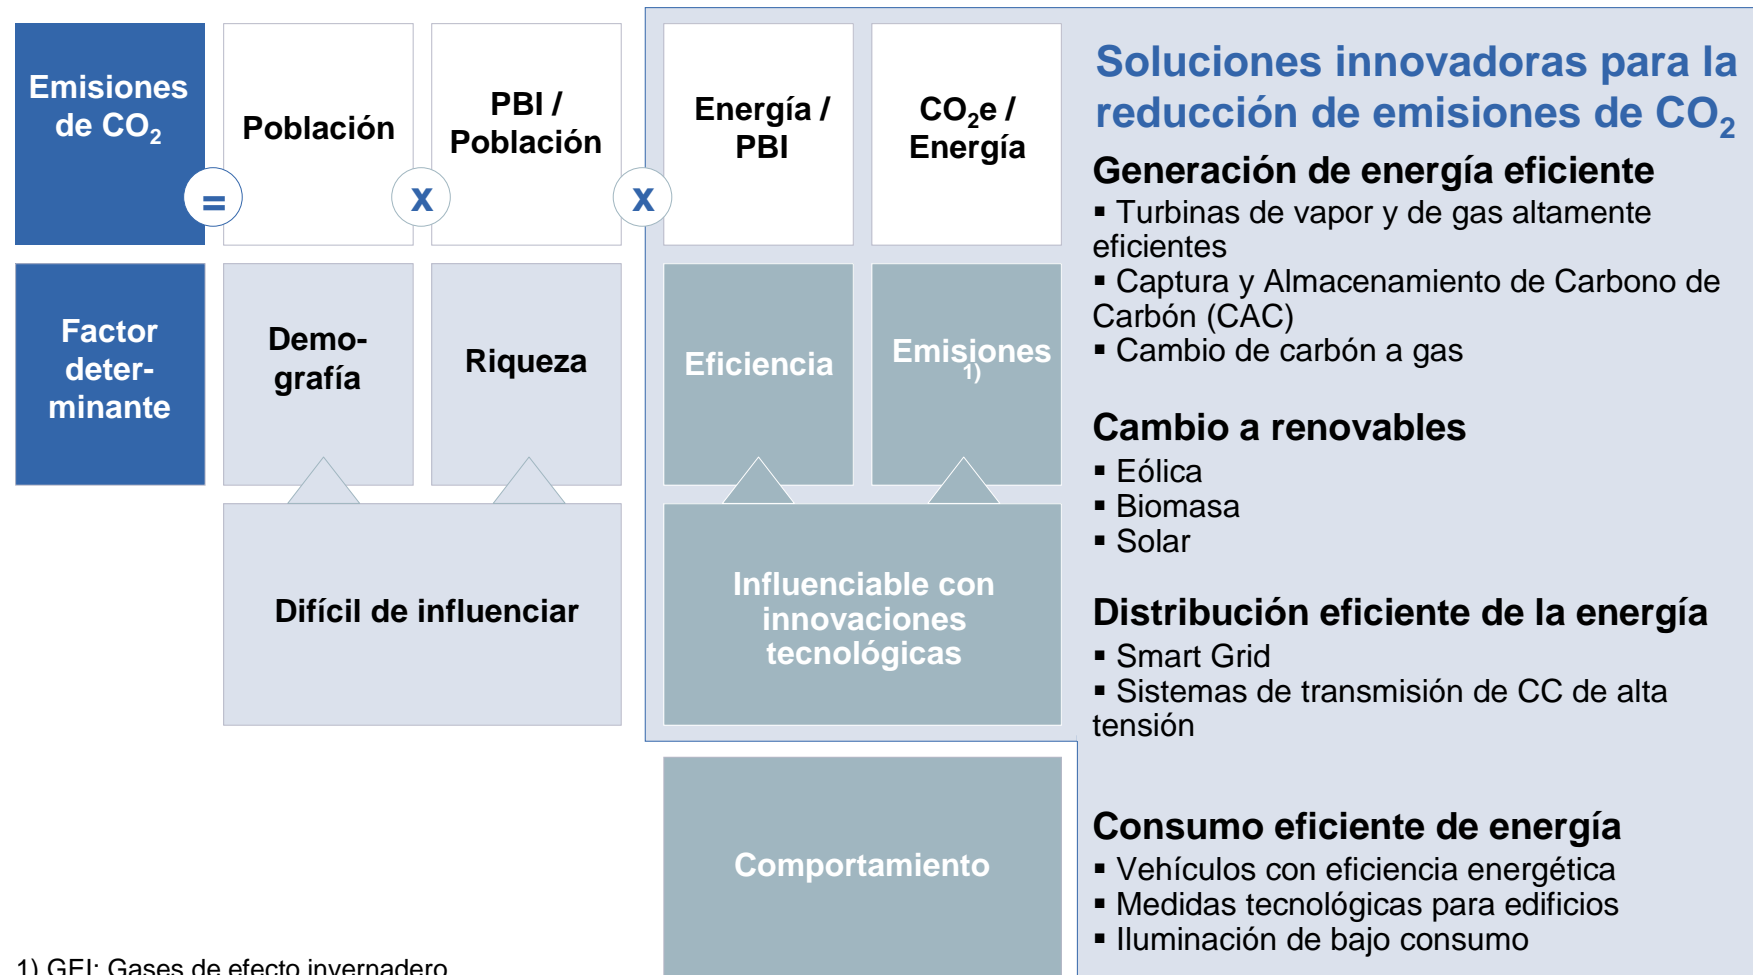 Emisiones
de CO₂
=
Población
x
PBI /
Población
x
Energía /
PBI
CO₂e /
Energía
Factor
deter-
minante
Demo-
grafía
Riqueza
Eficiencia
Emisiones
1)
Difícil de influenciar
Influenciable con
innovaciones
tecnológicas
Comportamiento
1) GEI: Gases de efecto invernadero
Soluciones innovadoras para la
reducción de emisiones de CO₂
Generación de energía eficiente
▪ Turbinas de vapor y de gas altamente
eficientes
▪ Captura y Almacenamiento de Carbono de
Carbón (CAC)
▪ Cambio de carbón a gas
Cambio a renovables
▪ Eólica
▪ Biomasa
▪ Solar
Distribución eficiente de la energía
▪ Smart Grid
▪ Sistemas de transmisión de CC de alta
tensión
Consumo eficiente de energía
▪ Vehículos con eficiencia energética
▪ Medidas tecnológicas para edificios
▪ Iluminación de bajo consumo